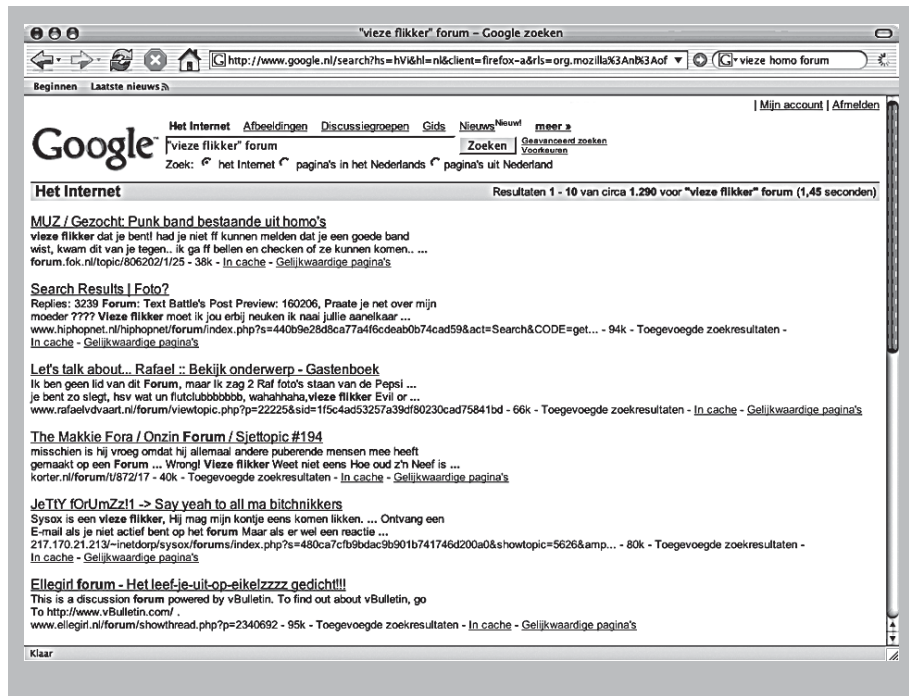 "vieze flikker" forum – Google zoeken
http://www.google.nl/search?hs=hVi&hl=nl&client=firefox-a&rls=org.mozilla%3Anl%3Aof
G vieze homo forum
Beginnen Laatste nieuws
| Mijn account | Afmelden
Google™
Het Internet Afbeeldingen Discussiegroepen Gids Nieuws Nieuw! meer »
"vieze flikker" forum Zoeken Geavanceerd zoeken
Voorkeuren
Zoek: het Internet pagina's in het Nederlands pagina's uit Nederland
Het Internet Resultaten 1 - 10 van circa 1.290 voor "vieze flikker" forum (1,45 seconden)
MUZ / Gezocht: Punk band bestaande uit homo's
vieze flikker dat je bent! had je niet ff kunnen melden dat je een goede band
wist, kwam dit van je tegen.. ik ga ff bellen en checken of ze kunnen komen.. ...
forum.fok.nl/topic/806202/1/25 - 38k - In cache - Gelijkwaardige pagina's
Search Results | Foto?
Replies: 3239 Forum: Text Battle's Post Preview: 160206, Praate je net over mijn
moeder ???? Vieze flikker moet ik jou erbij neuken ik naai jullie aanelkaar ...
www.hiphopnet.nl/hiphopnet/forum/index.php?s=440b9e28d8ca77a4f6cdeab0b74cad59&act=Search&CODE=get... - 94k - Toegevoegde zoekresultaten -
In cache - Gelijkwaardige pagina's
Let's talk about... Rafael :: Bekijk onderwerp - Gastenboek
Ik ben geen lid van dit Forum, maar Ik zag 2 Raf foto's staan van de Pepsi ...
je bent zo slegt, hsv wat un flutclubbbbbb, wahahhaha,vieze flikker Evil or ...
www.rafaelvdvaart.nl/forum/viewtopic.php?p=22225&sid=1f5c4ad53257a39df80230cad75841bd - 66k - Toegevoegde zoekresultaten - In cache - Gelijkwaardige pagina's
The Makkie Fora / Onzin Forum / Sjettopic #194
misschien is hij vroeg omdat hij allemaal andere puberende mensen mee heeft
gemaakt op een Forum ... Wrong! Vieze flikker Weet niet eens Hoe oud z'n Neef is ...
korter.nl/forum/t/872/17 - 40k - Toegevoegde zoekresultaten - In cache - Gelijkwaardige pagina's
JeTtY fOrUmZz!1 -> Say yeah to all ma bitchnikkers
Sysox is een vieze flikker, Hij mag mijn kontje eens komen likken. ... Ontvang een
E-mail als je niet actief bent op het forum Maar als er wel een reactie ...
217.170.21.213/~inetdorp/sysox/forums/index.php?s=480ca7cfb9bdac9b901b741746d200a0&showtopic=5626&amp... - 80k - Toegevoegde zoekresultaten -
In cache - Gelijkwaardige pagina's
Ellegirl forum - Het leef-je-uit-op-eikelzzzz gedicht!!!
This is a discussion forum powered by vBulletin. To find out about vBulletin, go
To http://www.vBulletin.com/ .
www.ellegirl.nl/forum/showthread.php?p=2340692 - 95k - Toegevoegde zoekresultaten - In cache - Gelijkwaardige pagina's
Klaar